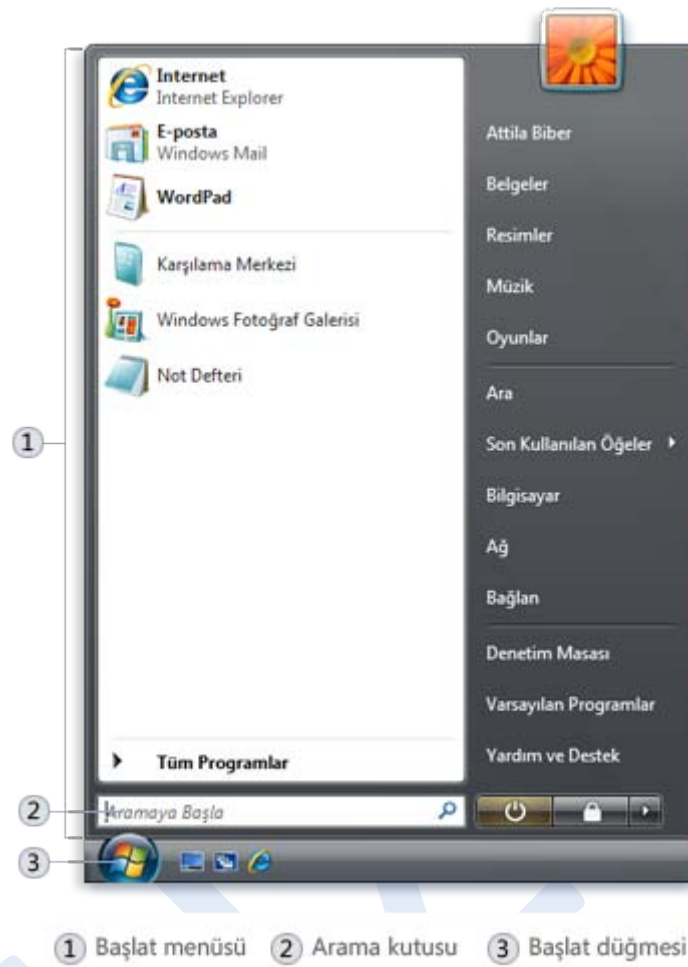 Internet
Internet Explorer
E-posta
Windows Mail
WordPad
Karşılama Merkezi
Windows Fotoğraf Galerisi
Not Defteri
Tüm Programlar
Aramaya Başla
Attila Biber
Belgeler
Resimler
Müzik
Oyunlar
Ara
Son Kullanılan Öğeler
Bilgisayar
Ağ
Bağlan
Denetim Masası
Varsayılan Programlar
Yardım ve Destek
1
2
3
1 Başlat menüsü 2 Arama kutusu 3 Başlat düğmesi